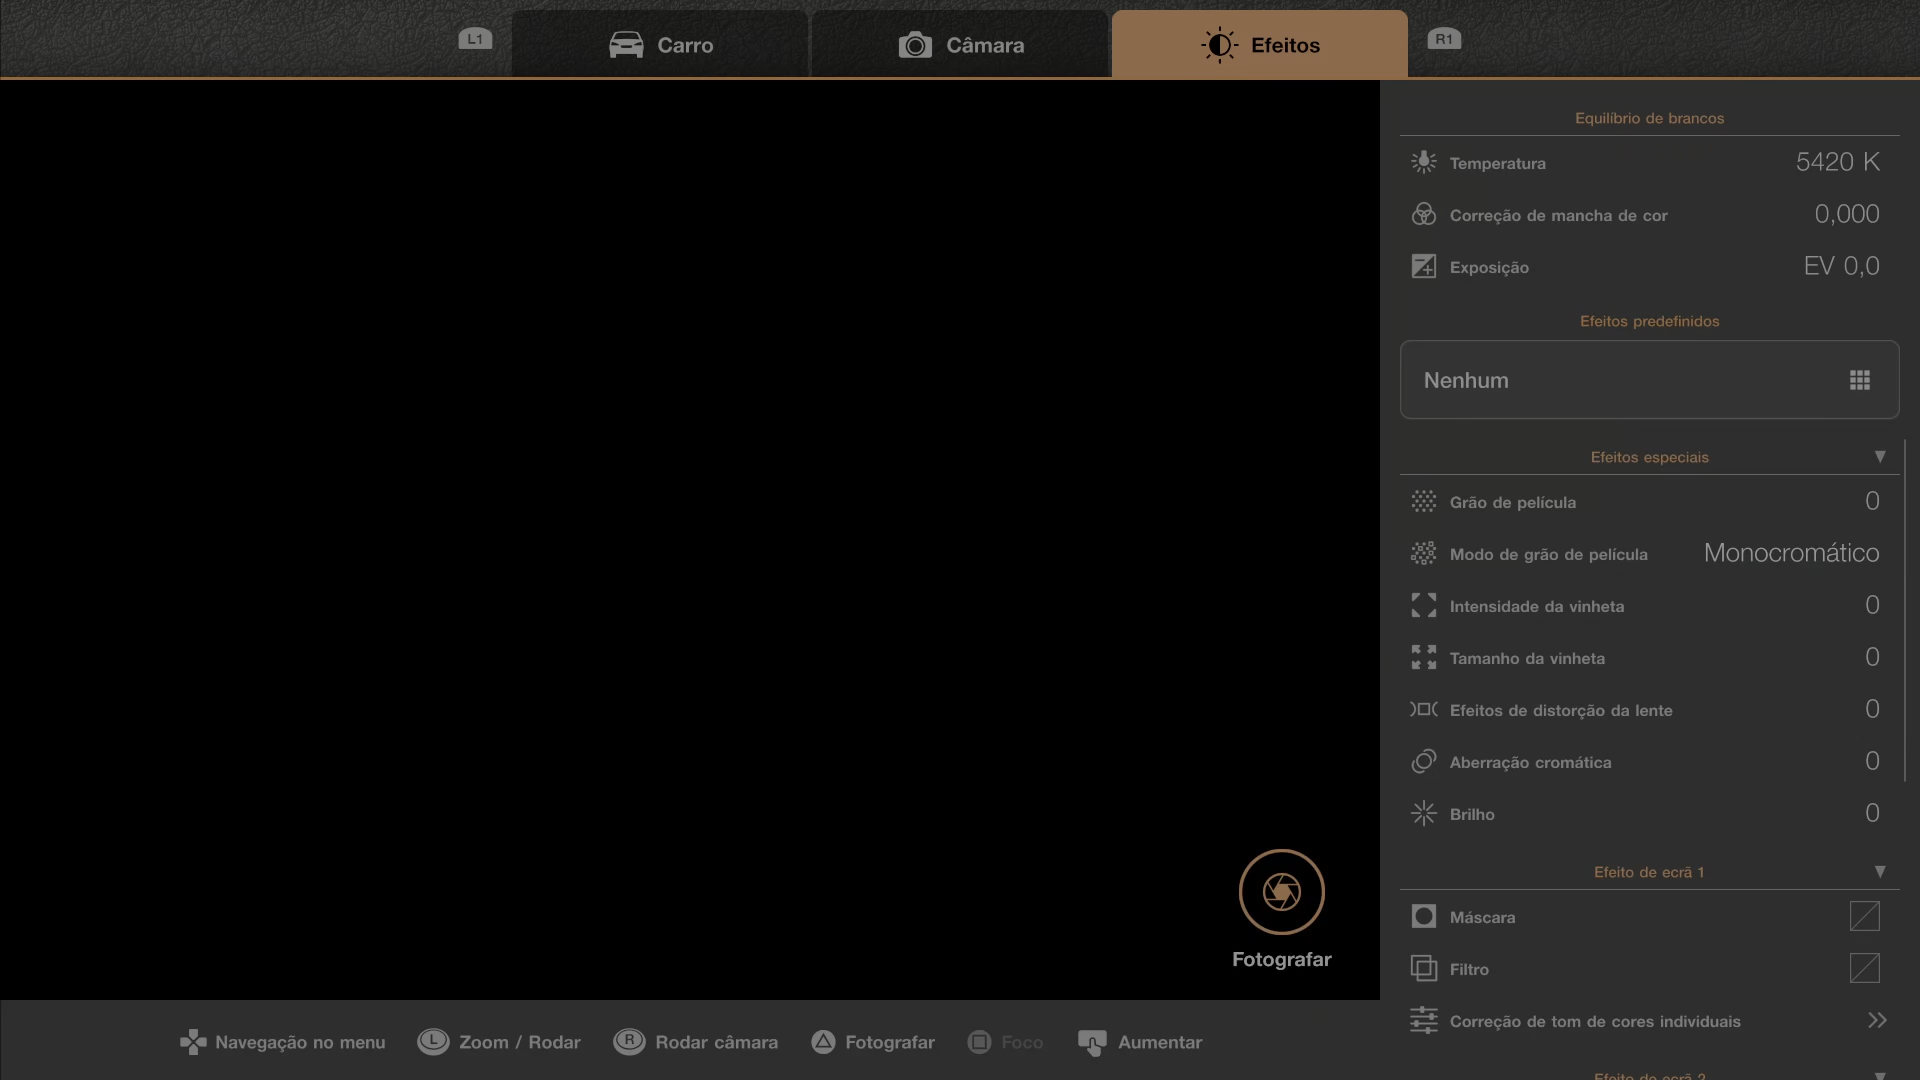 L1
Carro
Câmara
Efeitos
R1
Equilíbrio de brancos
Temperatura 5420 K
Correção de mancha de cor 0,000
Exposição EV 0,0
Efeitos predefinidos
Nenhum
Efeitos especiais
Grão de película 0
Modo de grão de película Monocromático
Intensidade da vinheta 0
Tamanho da vinheta 0
Efeitos de distorção da lente 0
Aberração cromática 0
Brilho 0
Efeito de ecrã 1
Máscara
Filtro
Correção de tom de cores individuais
Efeito de ecrã 2
Fotografar
Navegação no menu
L Zoom / Rodar
R Rodar câmara
Fotografar
Foco
Aumentar